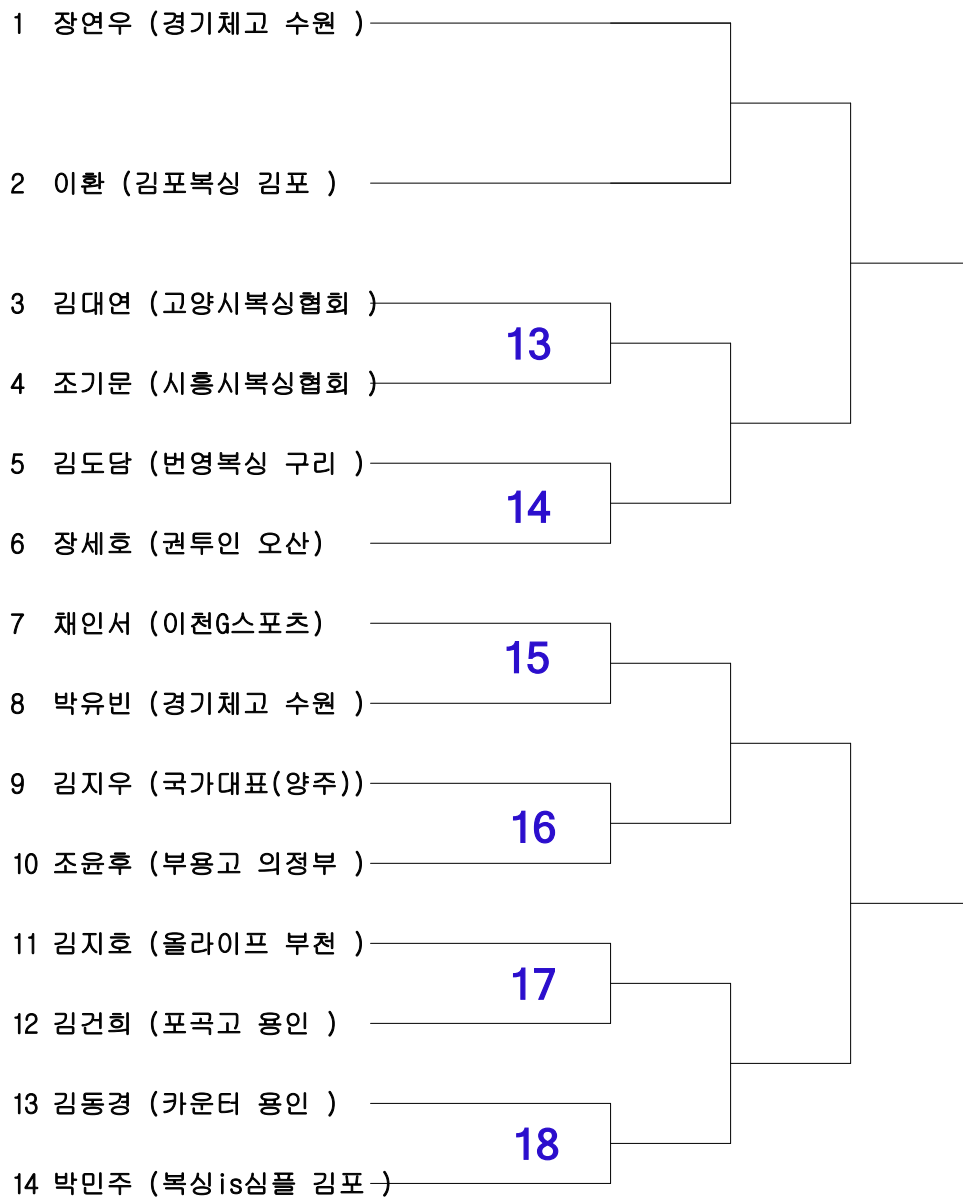 1 장연우 (경기체고 수원 )
2 이환 (김포복싱 김포 )
3 김대연 (고양시복싱협회 )
13
4 조기문 (시흥시복싱협회 )
5 김도담 (번영복싱 구리 )
14
6 장세호 (권투인 오산)
7 채인서 (이천G스포츠)
15
8 박유빈 (경기체고 수원 )
9 김지우 (국가대표(양주))
16
10 조윤후 (부용고 의정부 )
11 김지호 (올라이프 부천 )
17
12 김건희 (포곡고 용인 )
13 김동경 (카운터 용인 )
18
14 박민주 (복싱is심플 김포 )